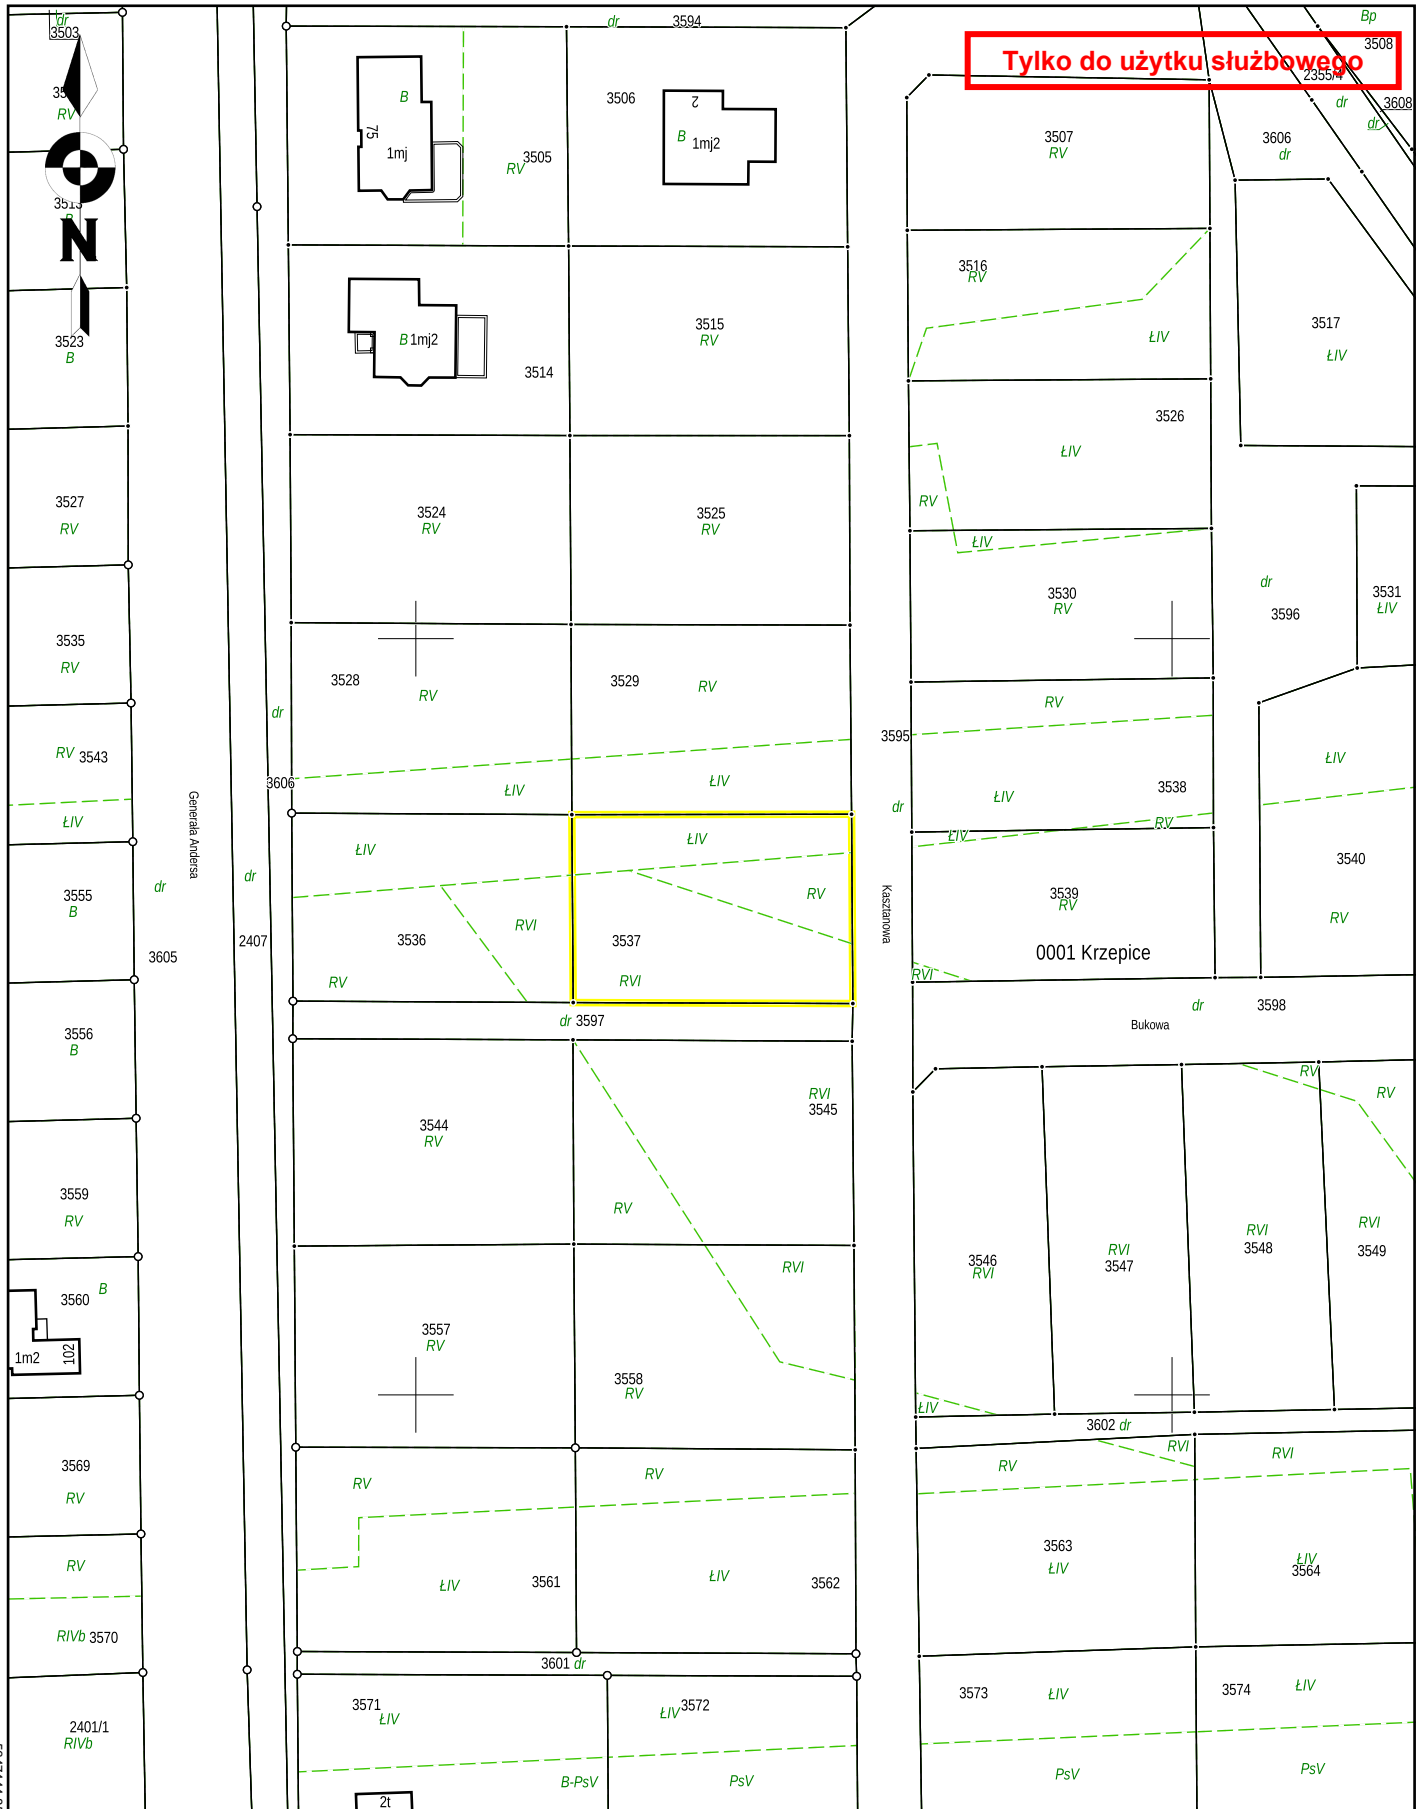 dr
3594
Bp
3503
3508
Tylko do użytku służbowego
2355/4
B
3506
2
dr
3608
RV
75
B
1mj2
3507
RV
3606
dr
dr
1mj
3505
RV
3513
B
N
3516
RV
3523
B
B
1mj2
3514
3515
RV
ŁIV
3517
ŁIV
3526
ŁIV
3527
RV
3524
RV
3525
RV
RV
ŁIV
3530
RV
dr
3596
3531
ŁIV
3535
RV
3528
RV
3529
RV
dr
RV
3595
RV
3543
3606
ŁIV
ŁIV
dr
ŁIV
3538
ŁIV
ŁIV
Generała Andersa
ŁIV
ŁIV
ŁIV
RV
3540
RV
3555
B
dr
dr
RV
Kasztanowa
3539
RV
3605
2407
3536
RVI
RV
3537
RVI
0001 Krzepice
RVI
dr 3597
dr
3598
Bukowa
3556
B
RV
RV
3544
RV
RVI
3545
3559
RV
RV
RVI
3546
RVI
RVI
3547
RVI
3548
RVI
3549
B
3560
1m2
102
3557
RV
3558
RV
ŁIV
3602 dr
RVI
RVI
3569
RV
RV
RV
RV
RV
ŁIV
3561
ŁIV
3562
3563
ŁIV
ŁIV
3564
RIVb 3570
3601 dr
3571
ŁIV
ŁIV 3572
3573
ŁIV
3574
ŁIV
2401/1
RIVb
B-PsV
PsV
PsV
PsV
2t